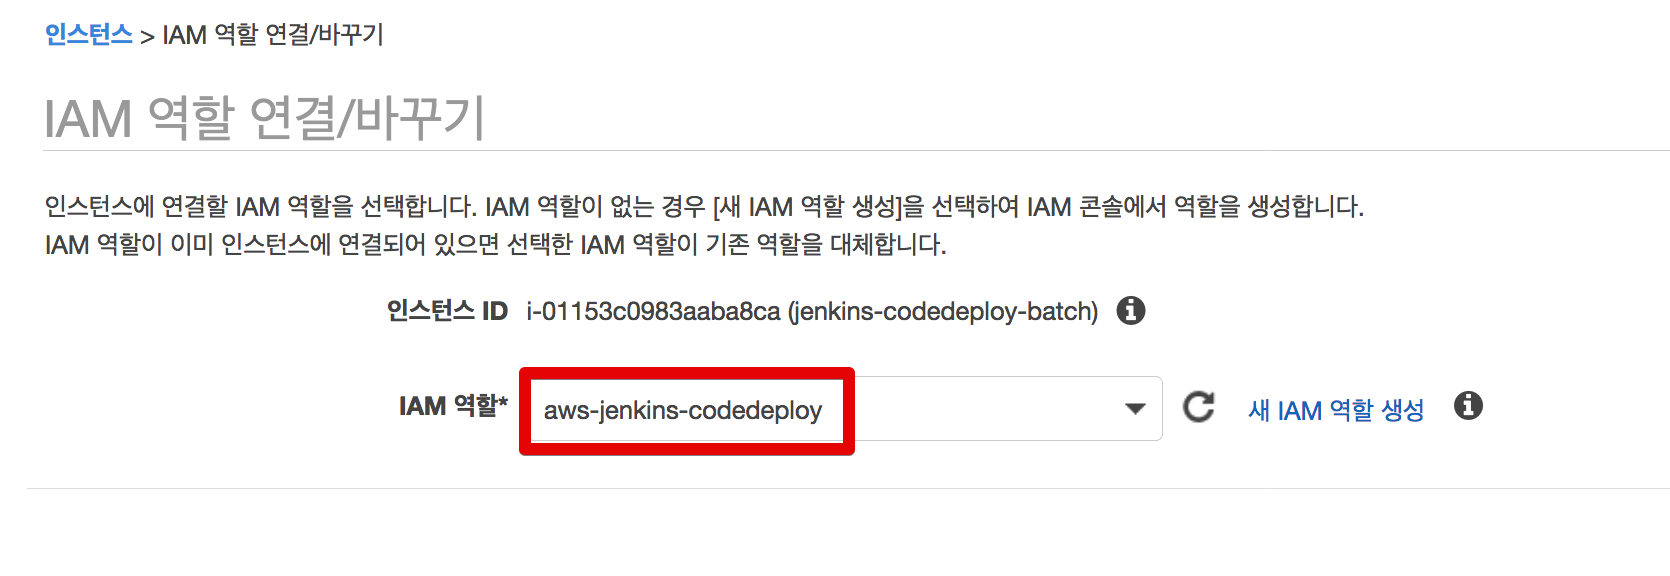 인스턴스 > IAM 역할 연결/바꾸기
IAM 역할 연결/바꾸기
인스턴스에 연결할 IAM 역할을 선택합니다. IAM 역할이 없는 경우 [새 IAM 역할 생성]을 선택하여 IAM 콘솔에서 역할을 생성합니다.
IAM 역할이 이미 인스턴스에 연결되어 있으면 선택한 IAM 역할이 기존 역할을 대체합니다.
인스턴스 ID i-01153c0983aaba8ca (jenkins-codedeploy-batch)
IAM 역할* aws-jenkins-codedeploy 새 IAM 역할 생성